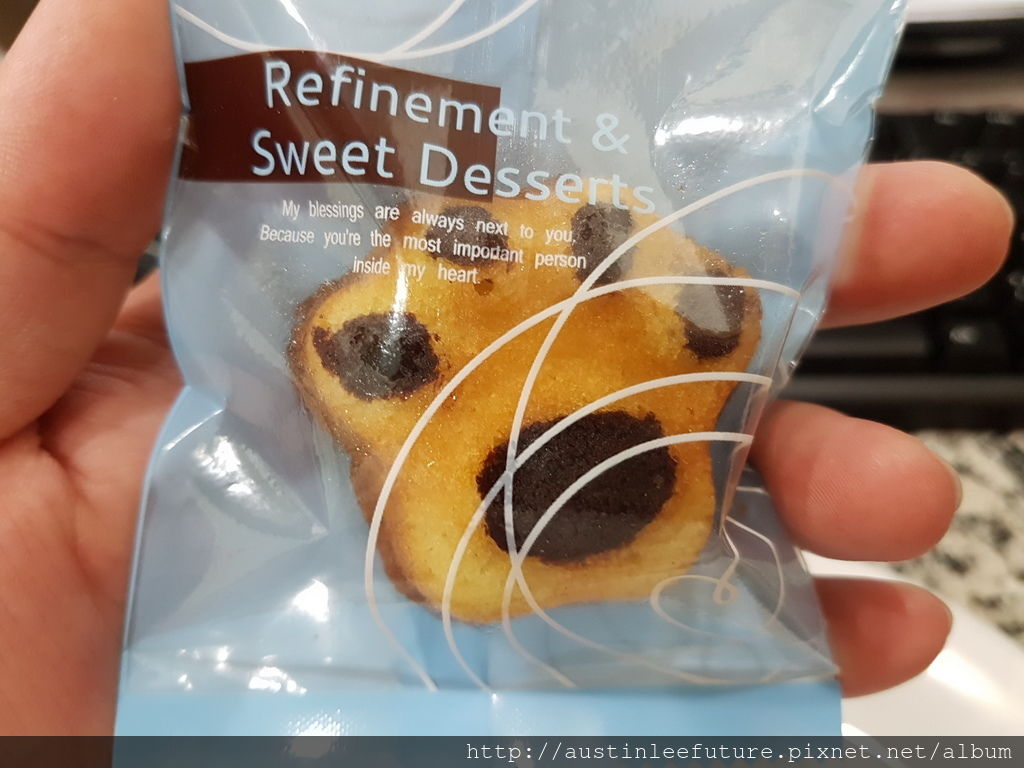 Refinement &
Sweet Desserts
My blessings are always next to you,
Because you're the most important person
inside my heart.
http://austinleefuture.pixnet.net/album